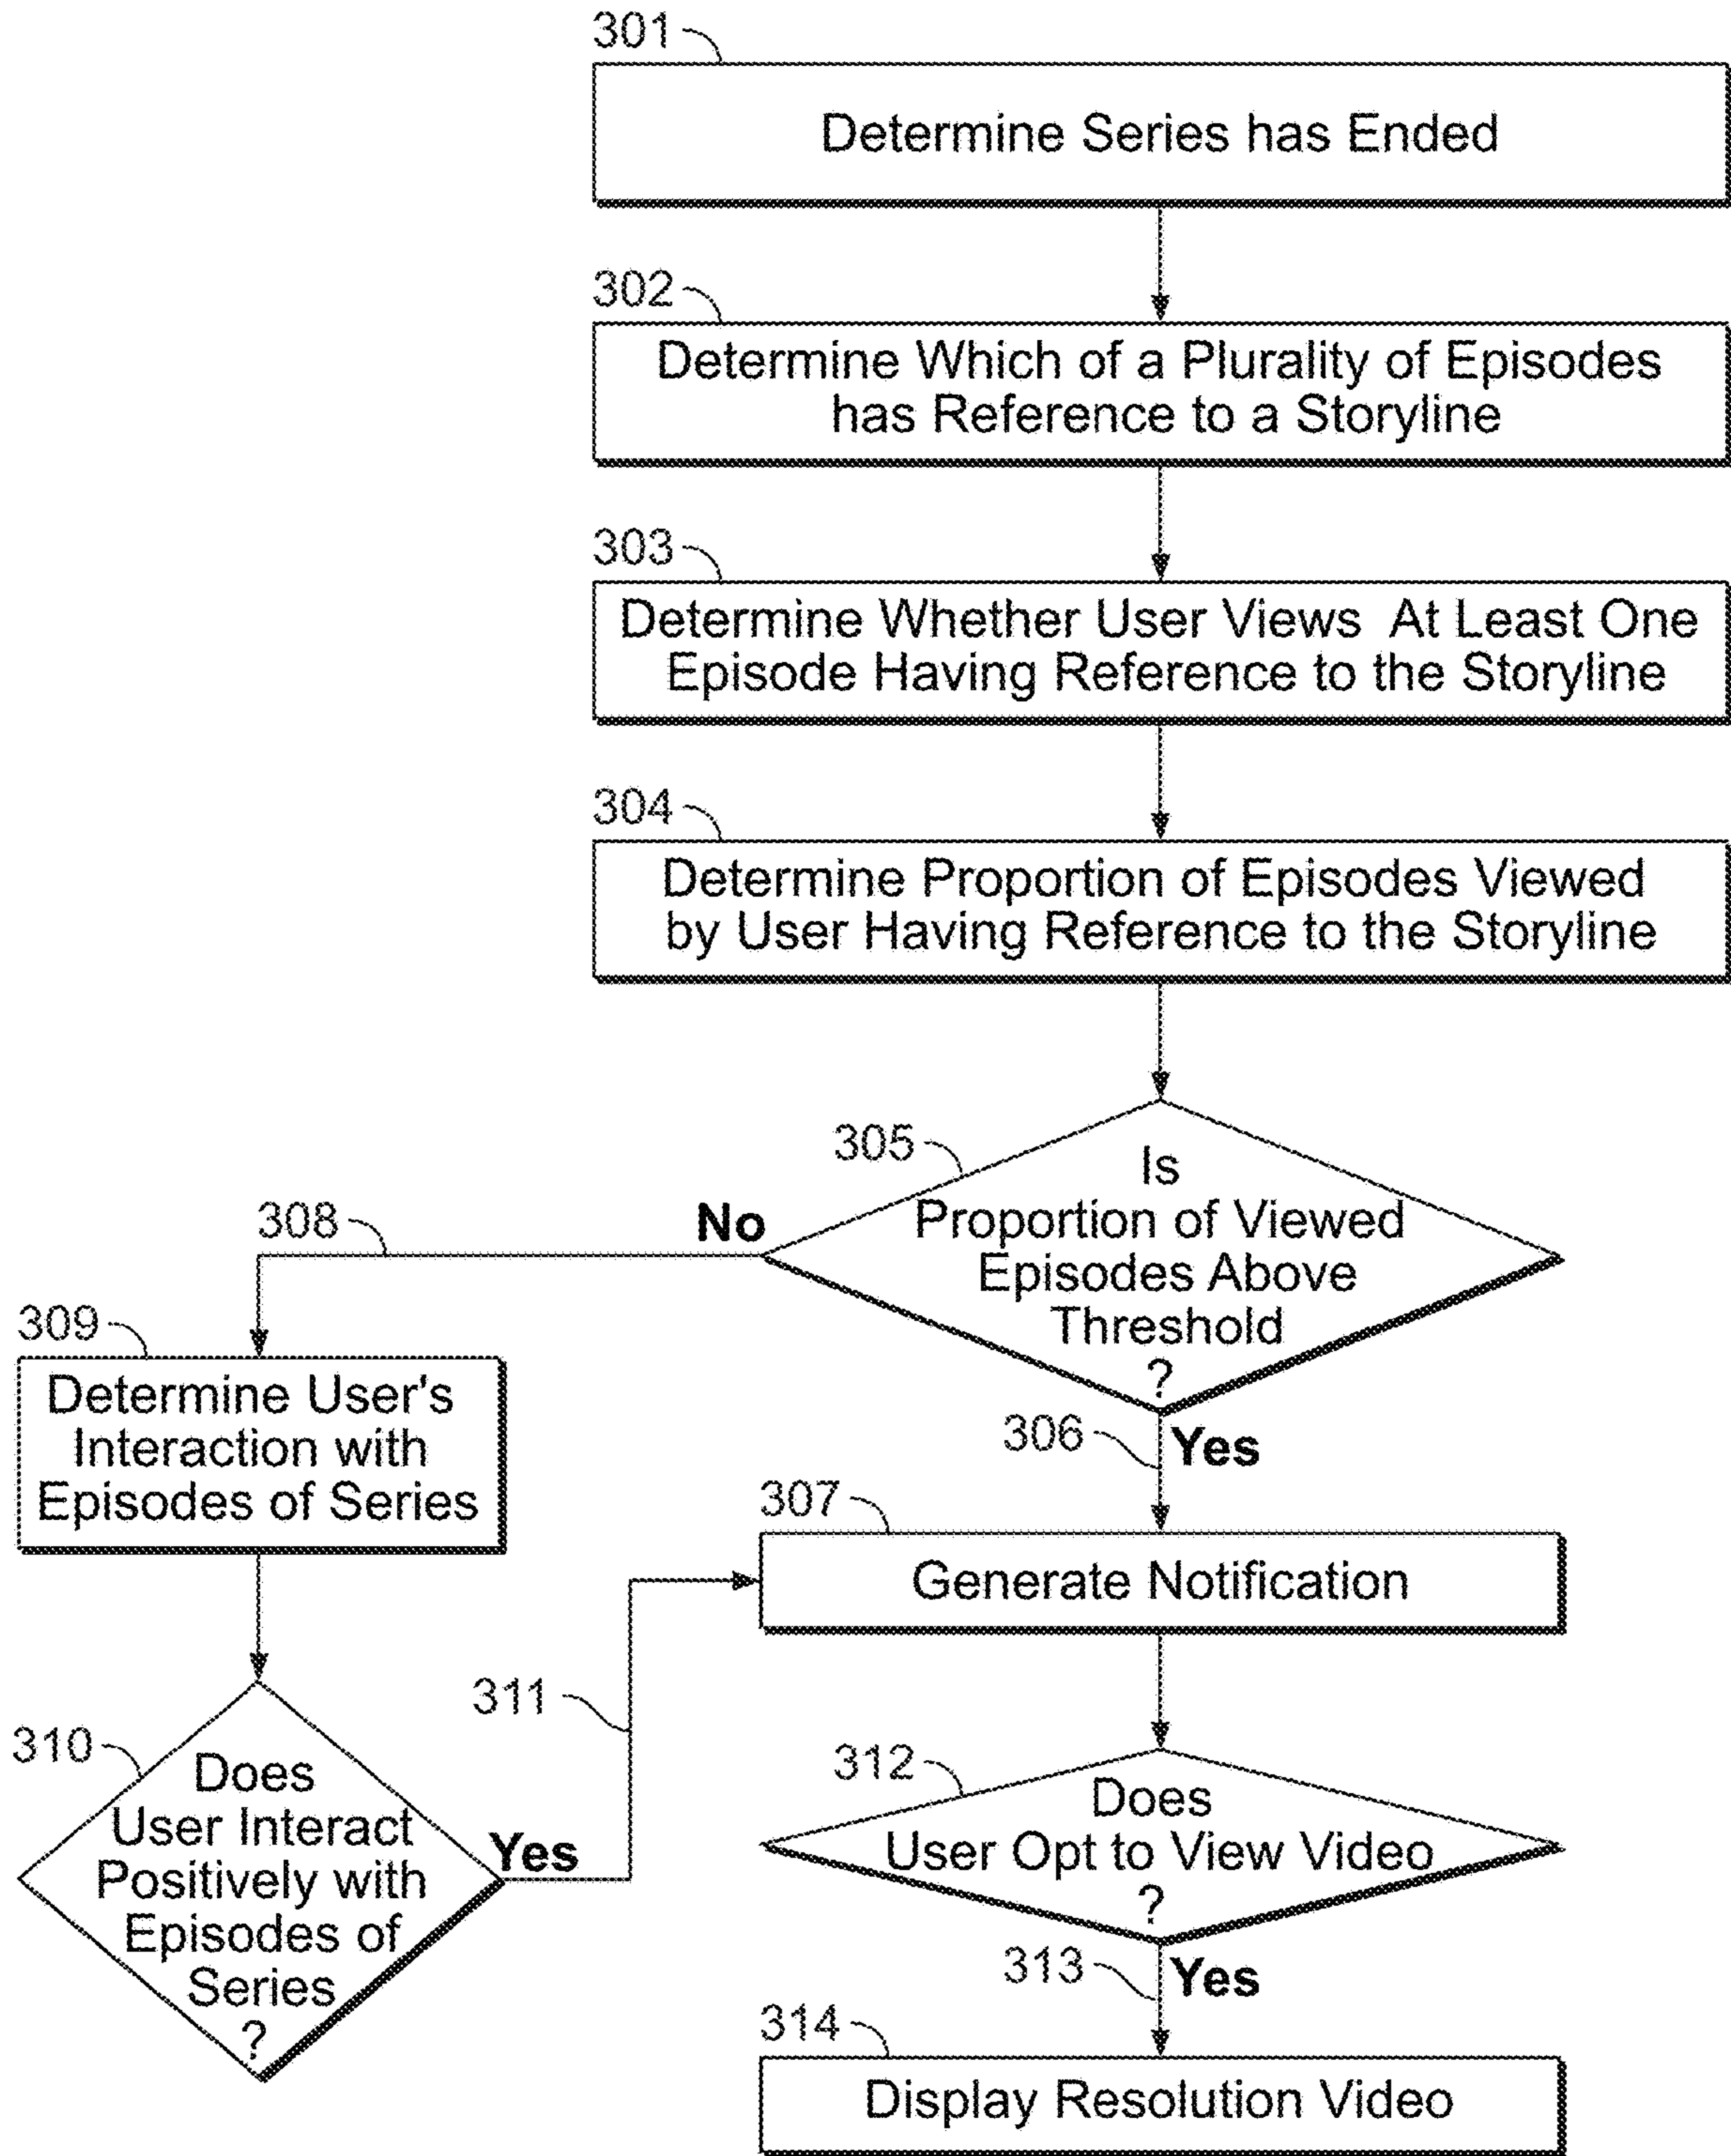 301
Determine Series has Ended
302
Determine Which of a Plurality of Episodes
has Reference to a Storyline
303
Determine Whether User Views At Least One
Episode Having Reference to the Storyline
304
Determine Proportion of Episodes Viewed
by User Having Reference to the Storyline
305
Is
Proportion of Viewed
Episodes Above
Threshold
?
No
308
309
Determine User's
Interaction with
Episodes of Series
306
Yes
307
Generate Notification
310
Does
User Interact
Positively with
Episodes of
Series
?
Yes
311
312
Does
User Opt to View Video
?
313
Yes
314
Display Resolution Video